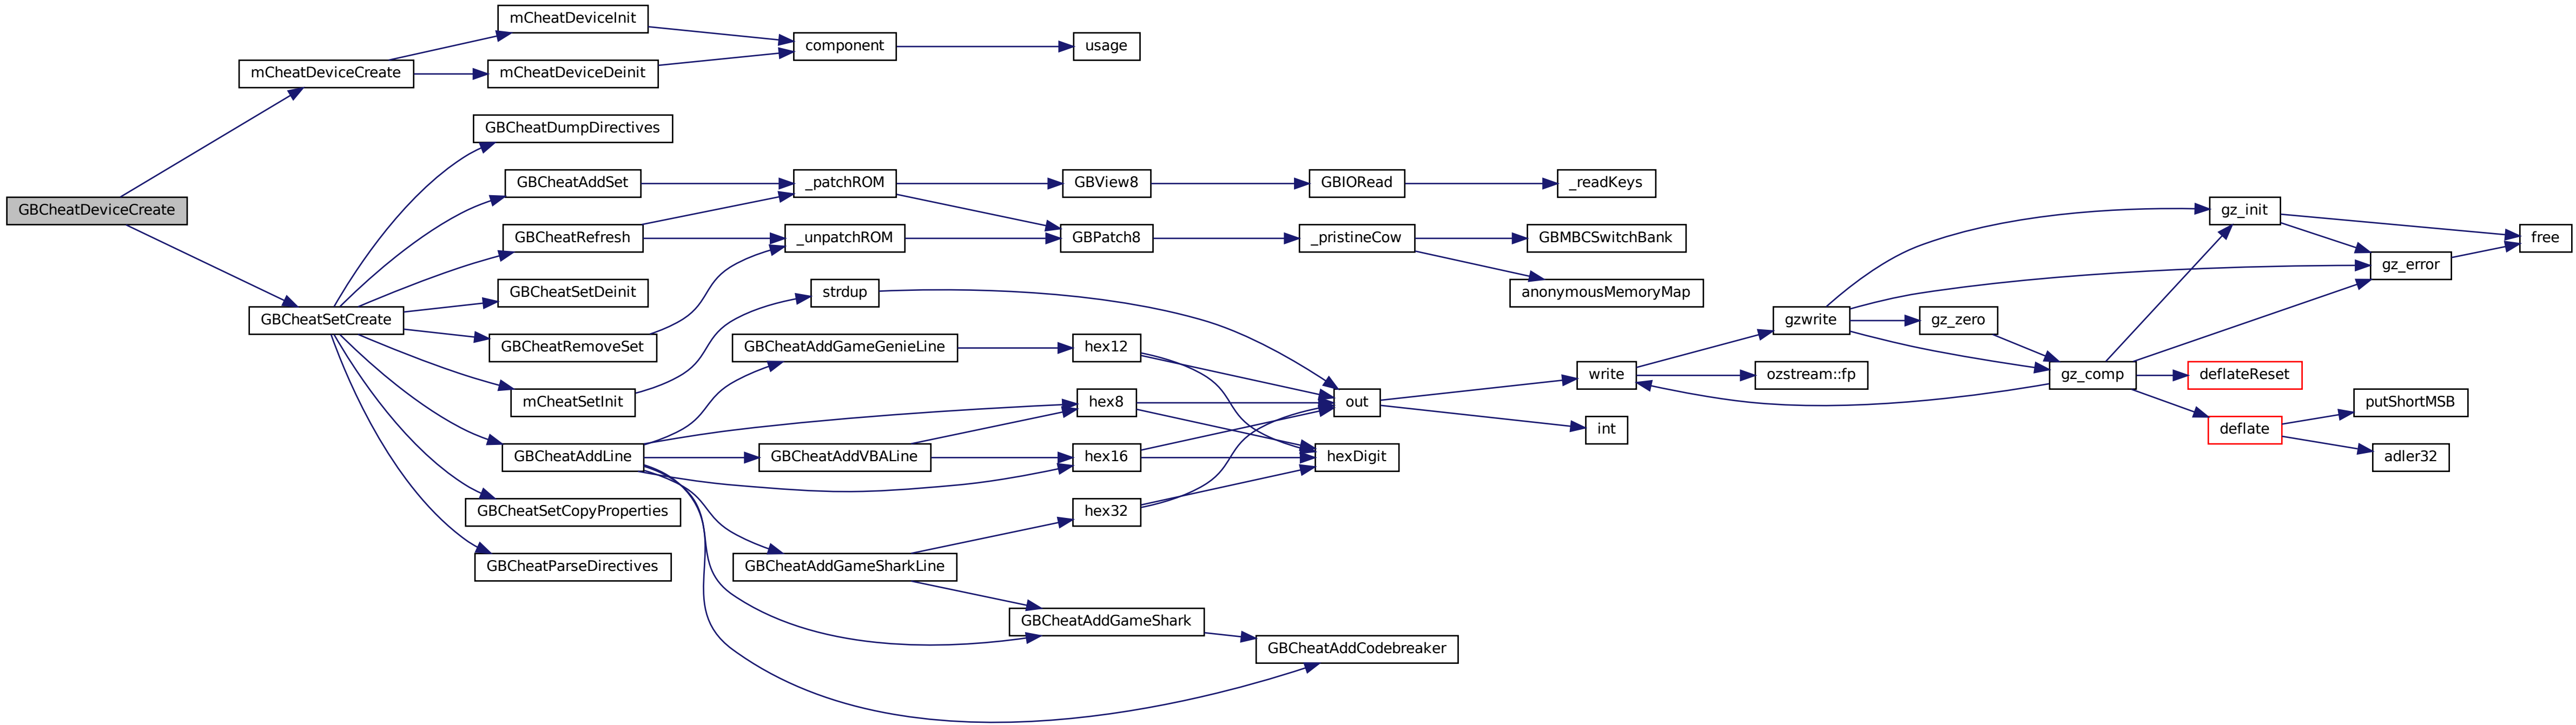 GBCheatDeviceCreate
mCheatDeviceCreate
GBCheatSetCreate
mCheatDeviceInit
mCheatDeviceDeinit
GBCheatDumpDirectives
GBCheatAddSet
GBCheatRefresh
GBCheatSetDeinit
GBCheatRemoveSet
mCheatSetInit
GBCheatAddLine
GBCheatSetCopyProperties
GBCheatParseDirectives
component
_patchROM
_unpatchROM
strdup
GBCheatAddGameGenieLine
GBCheatAddVBALine
GBCheatAddGameSharkLine
usage
GBView8
GBPatch8
hex12
hex8
hex16
hex32
GBCheatAddGameShark
GBIORead
_pristineCow
out
hexDigit
GBCheatAddCodebreaker
_readKeys
GBMBCSwitchBank
anonymousMemoryMap
write
int
gzwrite
ozstream::fp
gz_zero
gz_comp
gz_init
deflateReset
deflate
gz_error
putShortMSB
adler32
free